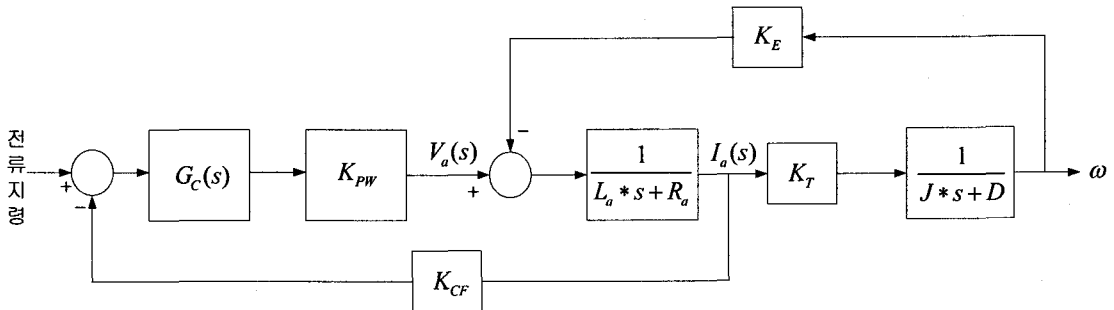 K_E
전류지령
+
−
G_C(s)
K_PW
V_a(s)
+
−
1
L_a * s + R_a
I_a(s)
K_T
1
J * s + D
ω
K_CF